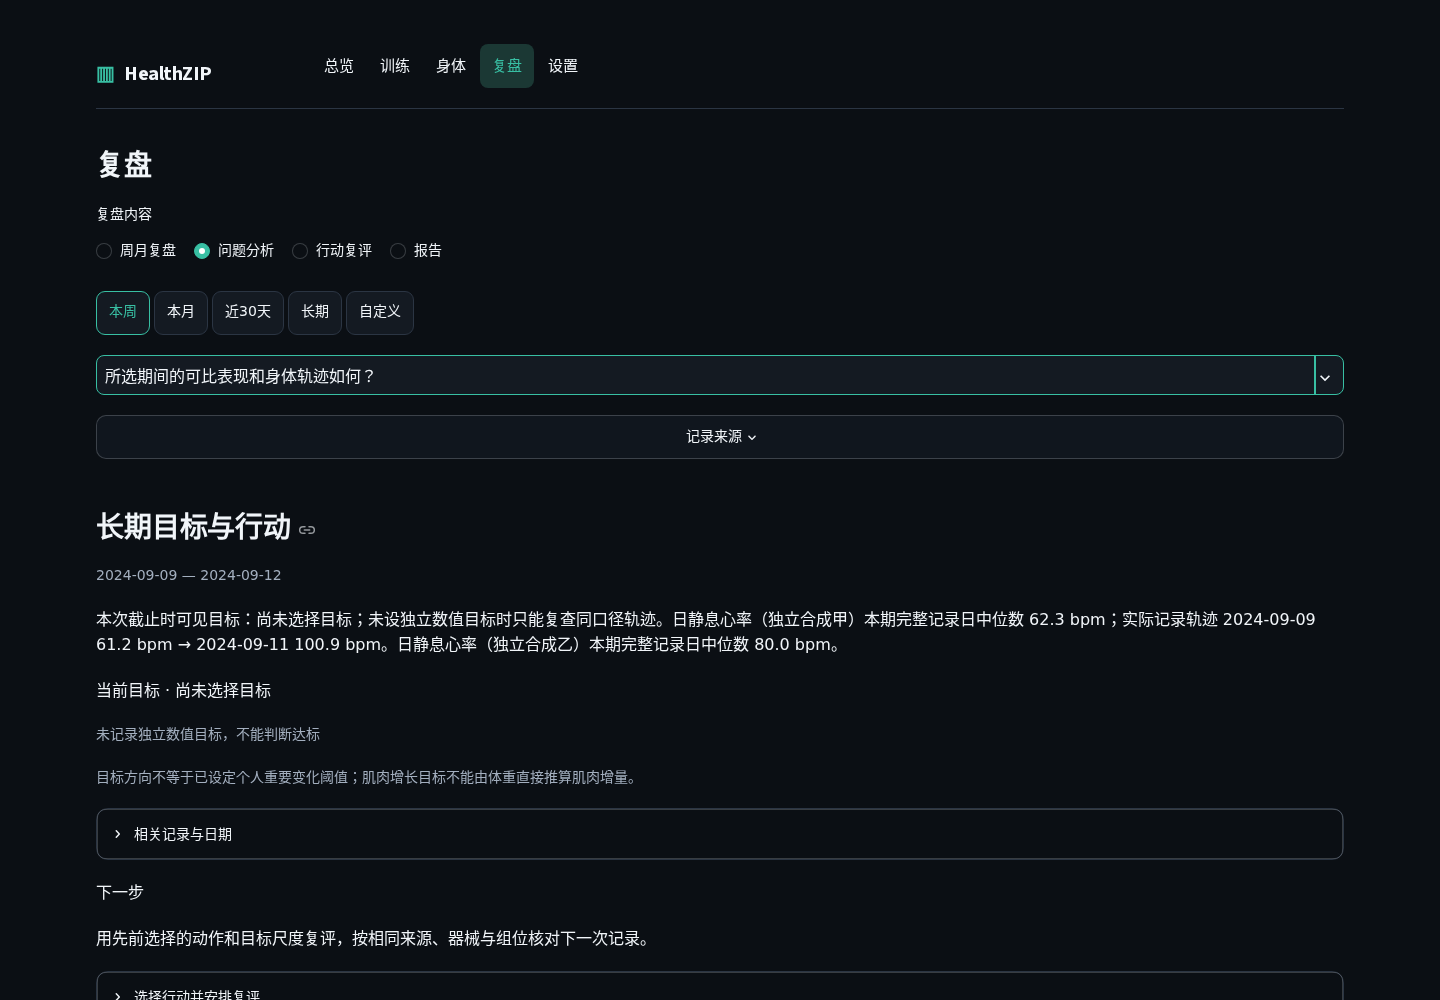 HealthZIP
总览 训练 身体 复盘 设置
复盘
复盘内容
周月复盘 问题分析 行动复评 报告
本周 本月 近30天 长期 自定义
所选期间的可比表现和身体轨迹如何？
记录来源
长期目标与行动
2024-09-09 — 2024-09-12
本次截止时可见目标：尚未选择目标；未设独立数值目标时只能复查同口径轨迹。日静息心率（独立合成甲）本期完整记录日中位数 62.3 bpm；实际记录轨迹 2024-09-09
61.2 bpm → 2024-09-11 100.9 bpm。日静息心率（独立合成乙）本期完整记录日中位数 80.0 bpm。
当前目标 · 尚未选择目标
未记录独立数值目标，不能判断达标
目标方向不等于已设定个人重要变化阈值；肌肉增长目标不能由体重直接推算肌肉增量。
相关记录与日期
下一步
用先前选择的动作和目标尺度复评，按相同来源、器械与组位核对下一次记录。
选择行动并安排复评